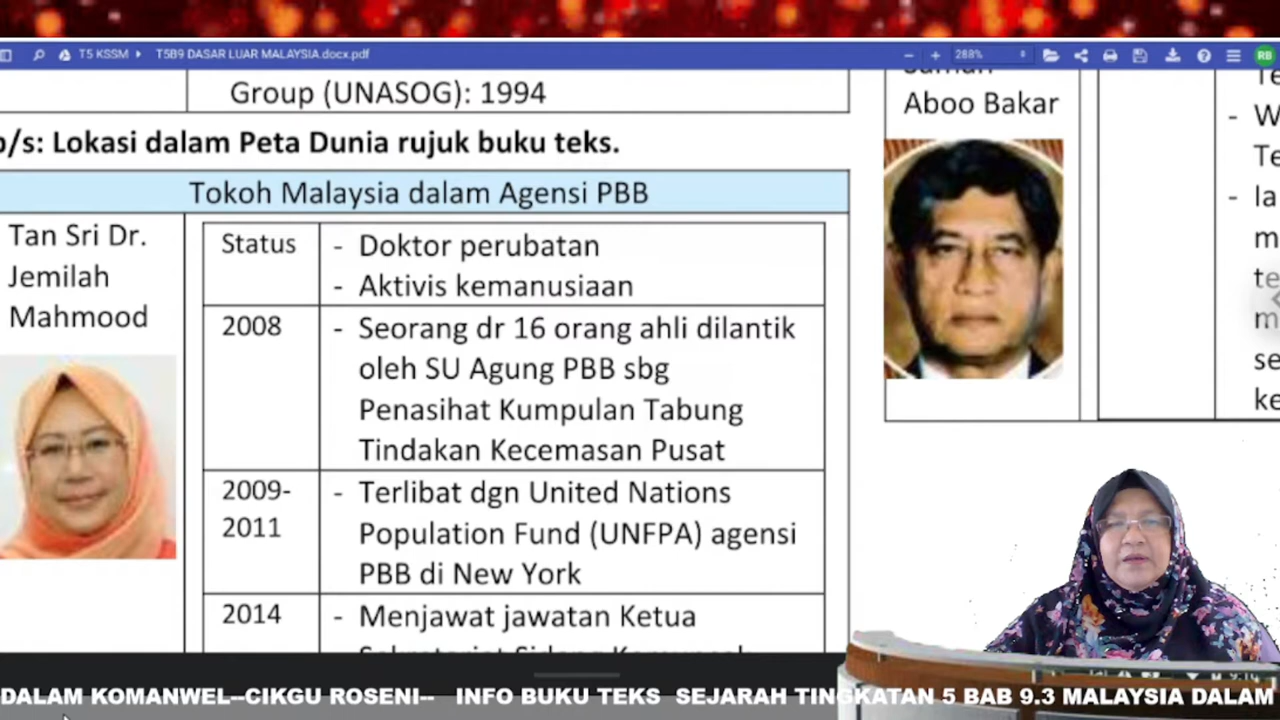 T5 KSSM
T5B9 DASAR LUAR MALAYSIA.docx.pdf
288%
RB
Group (UNASOG): 1994
p/s: Lokasi dalam Peta Dunia rujuk buku teks.
Tokoh Malaysia dalam Agensi PBB
Tan Sri Dr.
Jemilah
Mahmood
Status
- Doktor perubatan
- Aktivis kemanusiaan
2008
- Seorang dr 16 orang ahli dilantik
oleh SU Agung PBB sbg
Penasihat Kumpulan Tabung
Tindakan Kecemasan Pusat
2009-
2011
- Terlibat dgn United Nations
Population Fund (UNFPA) agensi
PBB di New York
2014
- Menjawat jawatan Ketua
Aboo Bakar
DALAM KOMANWEL--CIKGU ROSENI-- INFO BUKU TEKS SEJARAH TINGKATAN 5 BAB 9.3 MALAYSIA DALAM